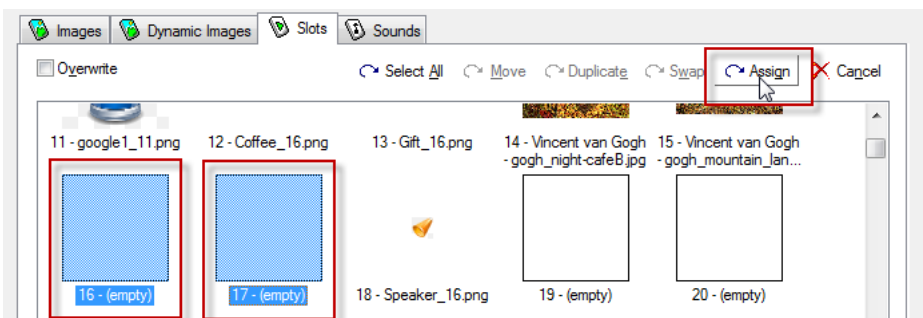 Images Dynamic Images Slots Sounds
Overwrite Select All Move Duplicate Swap Assign Cancel
11 - google1_11.png 12 - Coffee_16.png 13 - Gift_16.png 14 - Vincent van Gogh 15 - Vincent van Gogh
- gogh_night-cafeB.jpg - gogh_mountain_lan...
16 - (empty) 17 - (empty) 18 - Speaker_16.png 19 - (empty) 20 - (empty)